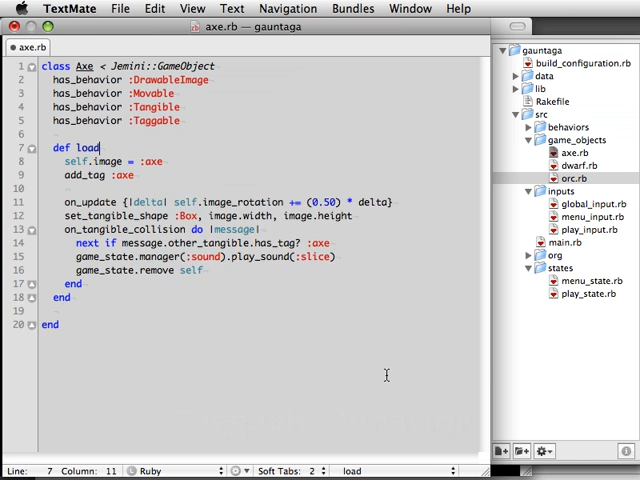 TextMate File Edit View Text Navigation Bundles Window Help
axe.rb — gauntaga
axe.rb
1 class Axe < Jemini::GameObject
2 has_behavior :DrawableImage
3 has_behavior :Movable
4 has_behavior :Tangible
5 has_behavior :Taggable
6
7 def load
8 self.image = :axe
9 add_tag :axe
10
11 on_update {|delta| self.image_rotation += (0.50) * delta}
12 set_tangible_shape :Box, image.width, image.height
13 on_tangible_collision do |message|
14 next if message.other_tangible.has_tag? :axe
15 game_state.manager(:sound).play_sound(:slice)
16 game_state.remove self
17 end
18 end
19
20 end
Line: 7 Column: 11 Ruby Soft Tabs: 2 load
gauntaga
build_configuration.rb
data
lib
Rakefile
src
behaviors
game_objects
axe.rb
dwarf.rb
orc.rb
inputs
global_input.rb
menu_input.rb
play_input.rb
main.rb
org
states
menu_state.rb
play_state.rb